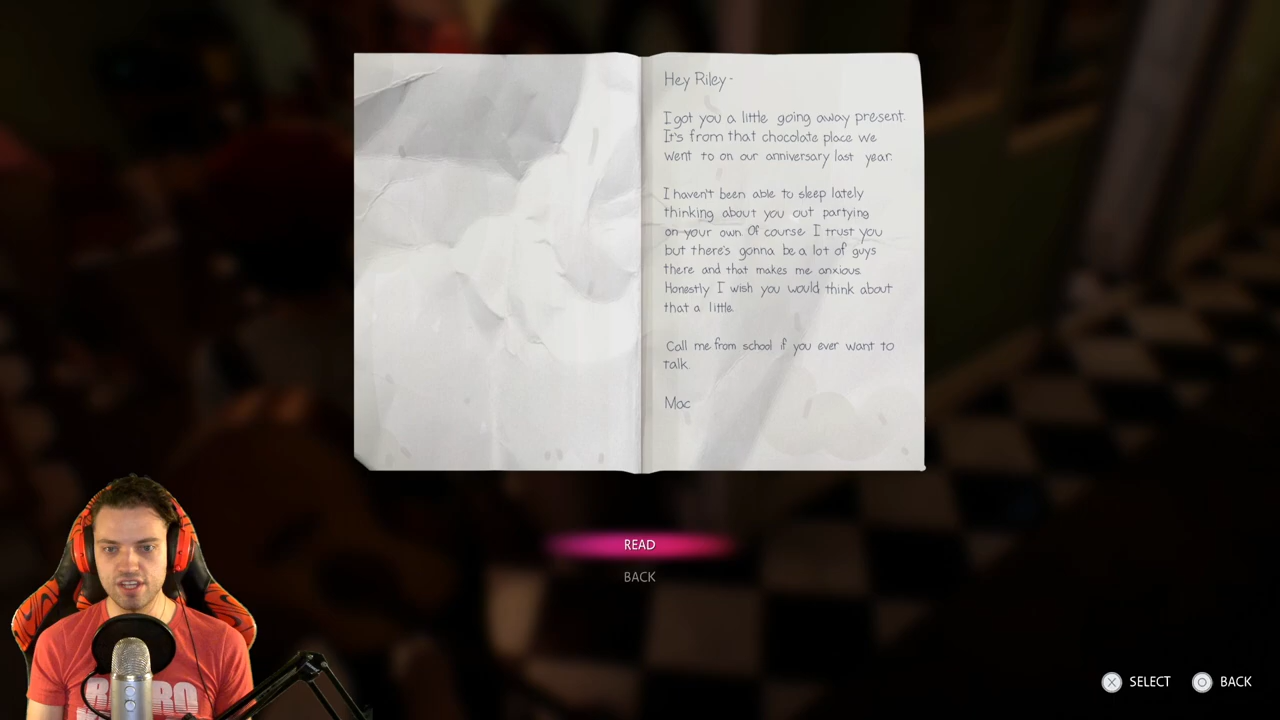 Hey Riley-
I got you a little going away present.
It's from that chocolate place we
went to on our anniversary last year.
I haven't been able to sleep lately
thinking about you out partying
on your own. Of course I trust you
but there's gonna be a lot of guys
there and that makes me anxious.
Honestly I wish you would think about
that a little.
Call me from school if you ever want to
talk.
Mac
READ
BACK
SELECT
BACK